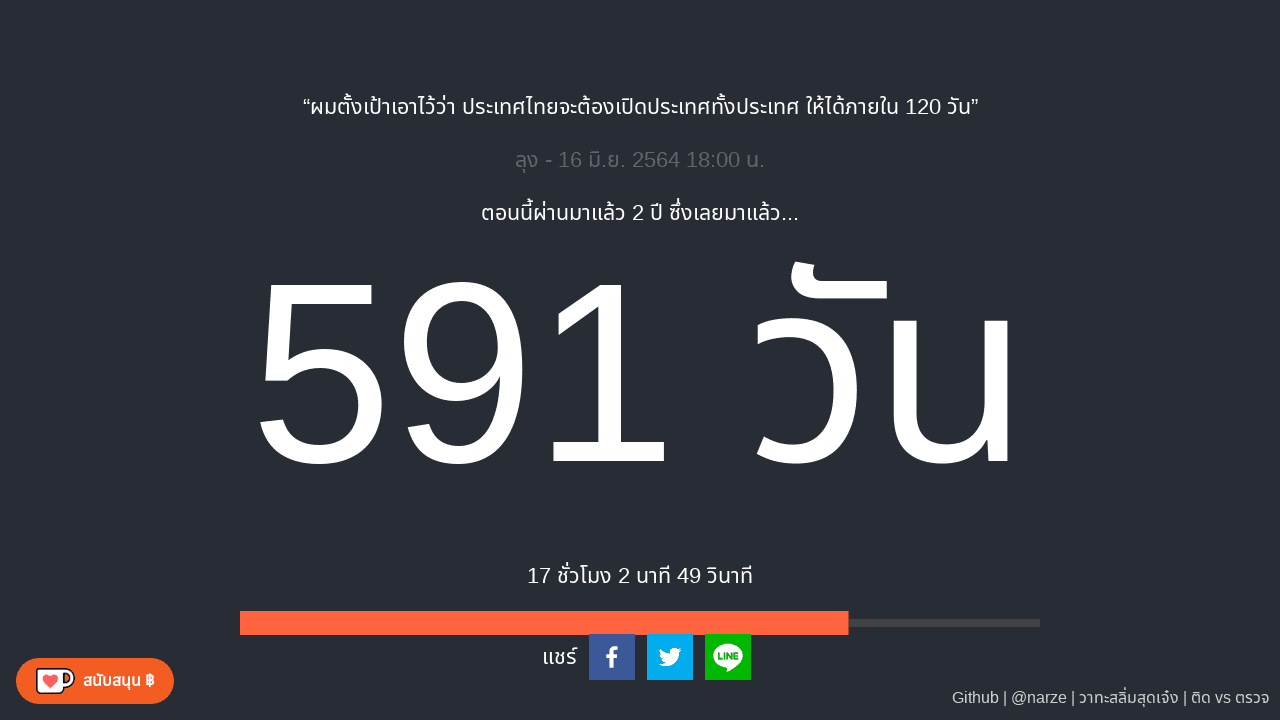 “ผมตั้งเป้าเอาไว้ว่า ประเทศไทยจะต้องเปิดประเทศทั้งประเทศ ให้ได้ภายใน 120 วัน”
ลุง - 16 มิ.ย. 2564 18:00 น.
ตอนนี้ผ่านมาแล้ว 2 ปี ซึ่งเลยมาแล้ว...
591 วัน
17 ชั่วโมง 2 นาที 49 วินาที
แชร์
LINE
สนับสนุน ฿
Github | @narze | วาทะสลิ่มสุดเจ๋ง | ติด vs ตรวจ